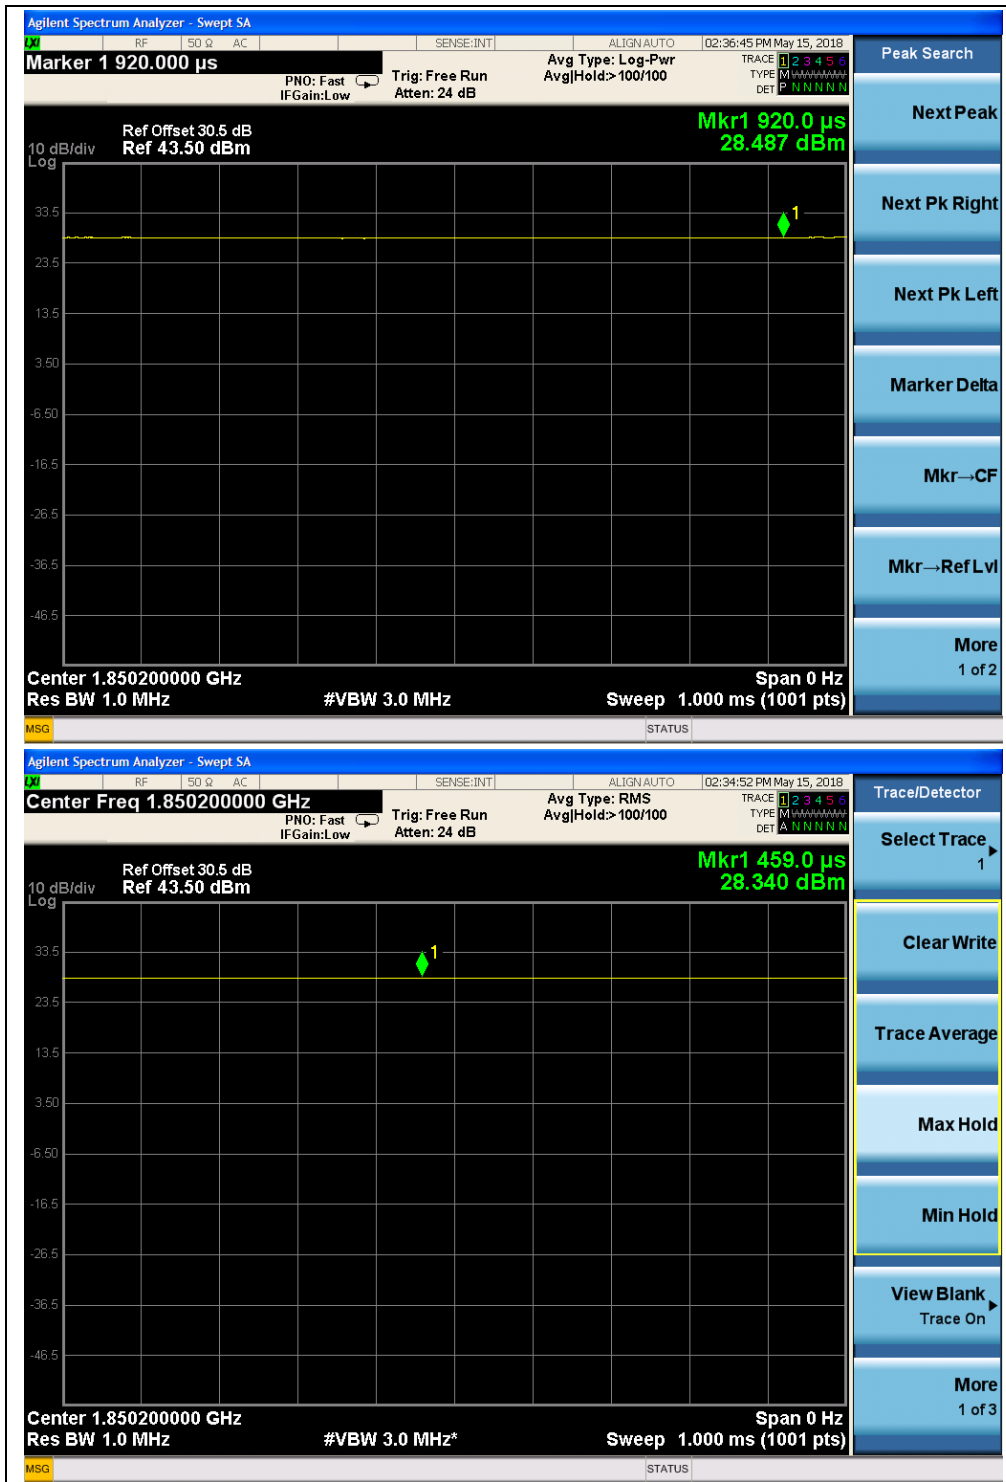 Agilent Spectrum Analyzer - Swept SA
LXI RF 50 Ω AC SENSE:INT ALIGN AUTO 02:36:45 PM May 15, 2018
Marker 1 920.000 µs
PNO: Fast
IFGain:Low
Trig: Free Run
Atten: 24 dB
Avg Type: Log-Pwr
Avg|Hold:>100/100
TRACE 1 2 3 4 5 6
TYPE M WWWWW
DET P N N N N N
Peak Search
Mkr1 920.0 µs
28.487 dBm
Ref Offset 30.5 dB
10 dB/div Ref 43.50 dBm
Log
33.5
23.5
13.5
3.50
-6.50
-16.5
-26.5
-36.5
-46.5
1
Center 1.850200000 GHz Span 0 Hz
Res BW 1.0 MHz #VBW 3.0 MHz Sweep 1.000 ms (1001 pts)
MSG STATUS
Next Peak
Next Pk Right
Next Pk Left
Marker Delta
Mkr→CF
Mkr→Ref Lvl
More
1 of 2
Agilent Spectrum Analyzer - Swept SA
LXI RF 50 Ω AC SENSE:INT ALIGN AUTO 02:34:52 PM May 15, 2018
Center Freq 1.850200000 GHz
PNO: Fast
IFGain:Low
Trig: Free Run
Atten: 24 dB
Avg Type: RMS
Avg|Hold:>100/100
TRACE 1 2 3 4 5 6
TYPE M WWWWW
DET A N N N N N
Trace/Detector
Mkr1 459.0 µs
28.340 dBm
Ref Offset 30.5 dB
10 dB/div Ref 43.50 dBm
Log
33.5
23.5
13.5
3.50
-6.50
-16.5
-26.5
-36.5
-46.5
1
Center 1.850200000 GHz Span 0 Hz
Res BW 1.0 MHz #VBW 3.0 MHz* Sweep 1.000 ms (1001 pts)
MSG STATUS
Select Trace
1
Clear Write
Trace Average
Max Hold
Min Hold
View Blank
Trace On
More
1 of 3